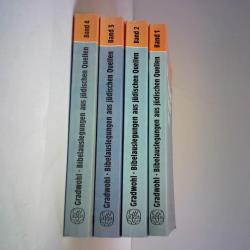 Gradwohl · Bibelauslegungen aus jüdischen Quellen Band 4
Gradwohl · Bibelauslegungen aus jüdischen Quellen Band 3
Gradwohl · Bibelauslegungen aus jüdischen Quellen Band 2
Gradwohl · Bibelauslegungen aus jüdischen Quellen Band 1